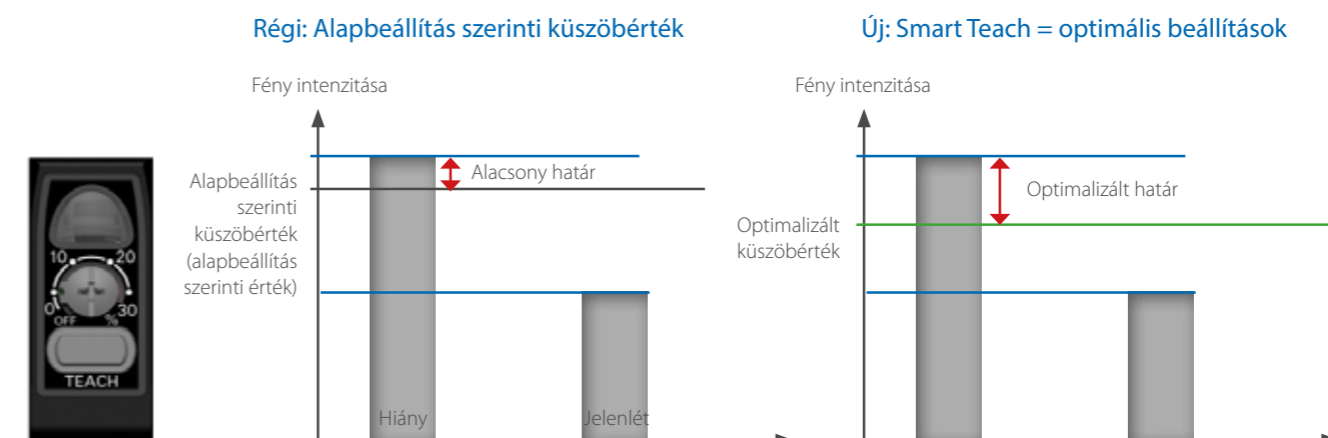 Régi: Alapbeállítás szerinti küszöbérték
Fény intenzitása
Alapbeállítás
szerinti
küszöbérték
(alapbeállítás
szerinti érték)
Alacsony határ
Hiány
Jelenlét
Új: Smart Teach = optimális beállítások
Fény intenzitása
Optimalizált
küszöbérték
Optimalizált határ
10
20
0
30
OFF
%
TEACH